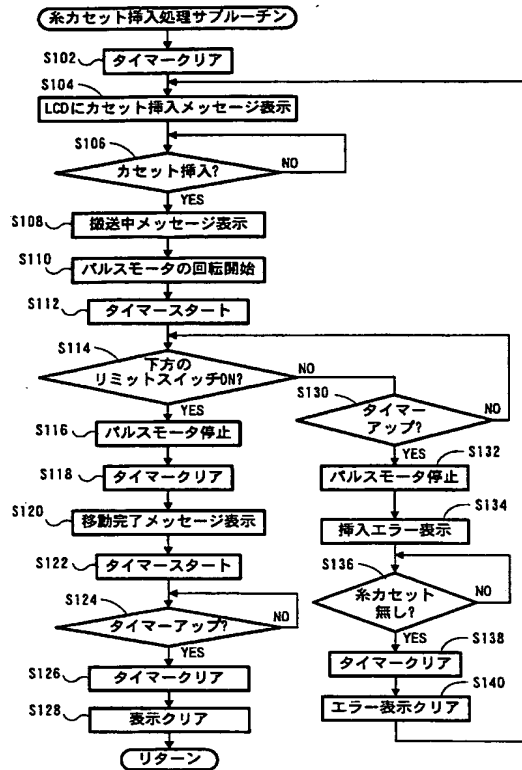 糸カセット挿入処理サブルーチン
S102
タイマークリア
S104
LCDにカセット挿入メッセージ表示
S106
カセット挿入?
NO
YES
S108
搬送中メッセージ表示
S110
パルスモータの回転開始
S112
タイマースタート
S114
下方の
リミットスイッチON?
NO
YES
S116
パルスモータ停止
S118
タイマークリア
S120
移動完了メッセージ表示
S122
タイマースタート
S124
タイマーアップ?
NO
YES
S126
タイマークリア
S128
表示クリア
リターン
S130
タイマー
アップ?
NO
YES
S132
パルスモータ停止
S134
挿入エラー表示
S136
糸カセット
無し?
NO
YES
S138
タイマークリア
S140
エラー表示クリア